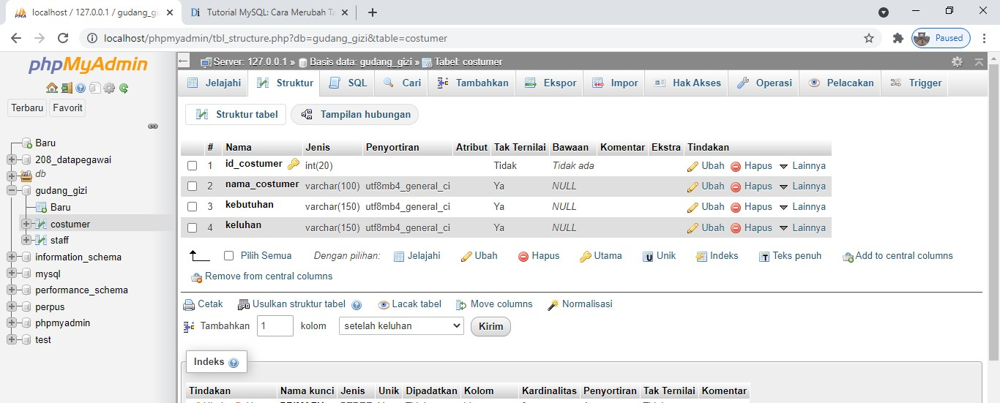 localhost / 127.0.0.1 / gudang_gi
Tutorial MySQL: Cara Merubah Ta
localhost/phpmyadmin/tbl_structure.php?db=gudang_gizi&table=costumer
Paused
phpMyAdmin
Terbaru Favorit
Baru
208_datapegawai
db
gudang_gizi
Baru
costumer
staff
information_schema
mysql
performance_schema
perpus
phpmyadmin
test
Server: 127.0.0.1 » Basis data: gudang_gizi » Tabel: costumer
Jelajahi Struktur SQL Cari Tambahkan Ekspor Impor Hak Akses Operasi Pelacakan Trigger
Struktur tabel Tampilan hubungan
# Nama Jenis Penyortiran Atribut Tak Ternilai Bawaan Komentar Ekstra Tindakan
1 id_costumer int(20) Tidak Tidak ada Ubah Hapus Lainnya
2 nama_costumer varchar(100) utf8mb4_general_ci Ya NULL Ubah Hapus Lainnya
3 kebutuhan varchar(150) utf8mb4_general_ci Ya NULL Ubah Hapus Lainnya
4 keluhan varchar(150) utf8mb4_general_ci Ya NULL Ubah Hapus Lainnya
Pilih Semua Dengan pilihan: Jelajahi Ubah Hapus Utama Unik Indeks Teks penuh Add to central columns
Remove from central columns
Cetak Usulkan struktur tabel Lacak tabel Move columns Normalisasi
Tambahkan 1 kolom setelah keluhan Kirim
Indeks
Tindakan Nama kunci Jenis Unik Dipadatkan Kolom Kardinalitas Penyortiran Tak Ternilai Komentar